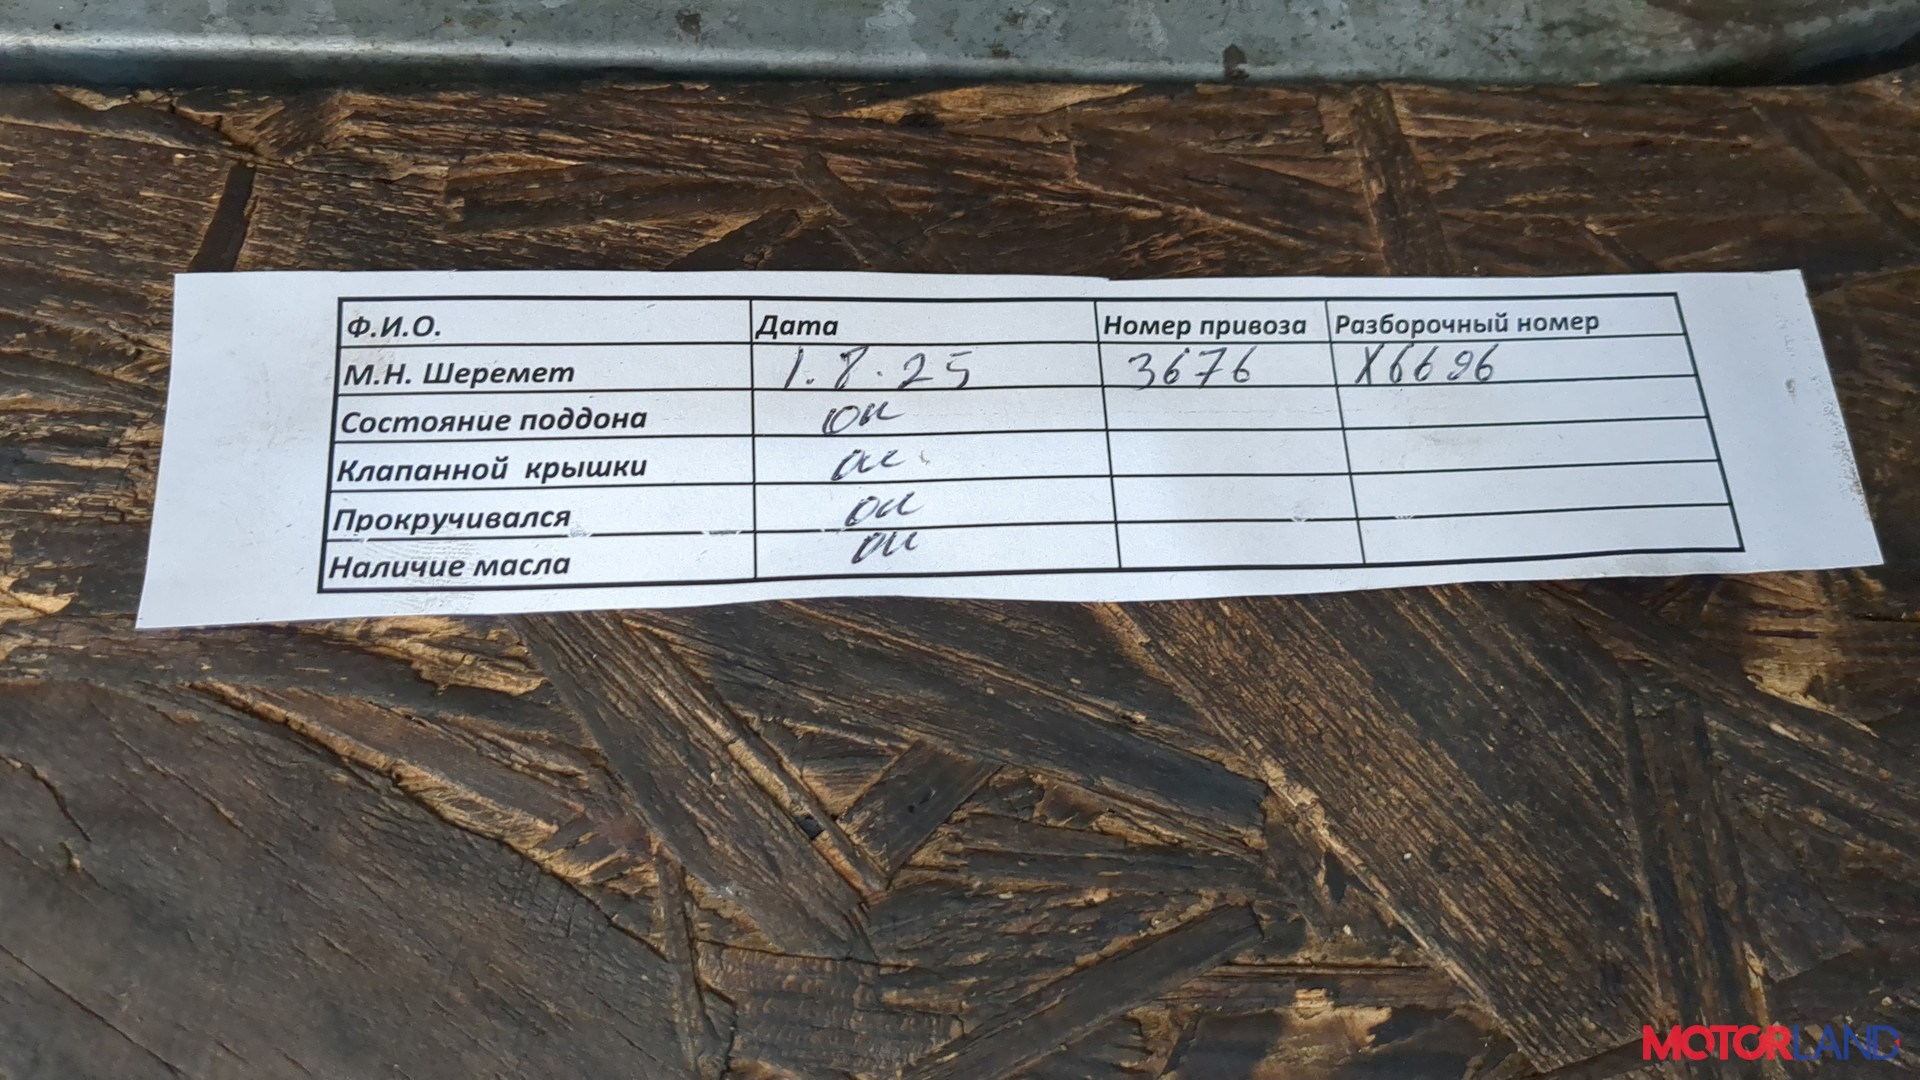 Ф.И.О. Дата Номер привоза Разборочный номер
М.Н. Шеремет 1.8.25 3676 Х6696
Состояние поддона ок
Клапанной крышки ок
Прокручивался ок
Наличие масла ок
MOTORLAND